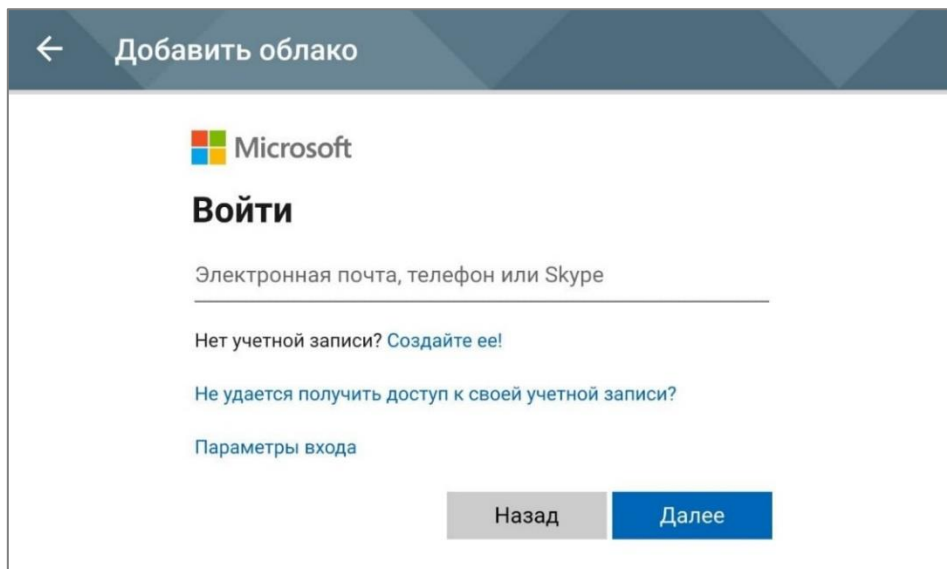 Добавить облако
Microsoft
Войти
Электронная почта, телефон или Skype
Нет учетной записи? Создайте ее!
Не удается получить доступ к своей учетной записи?
Параметры входа
Назад Далее